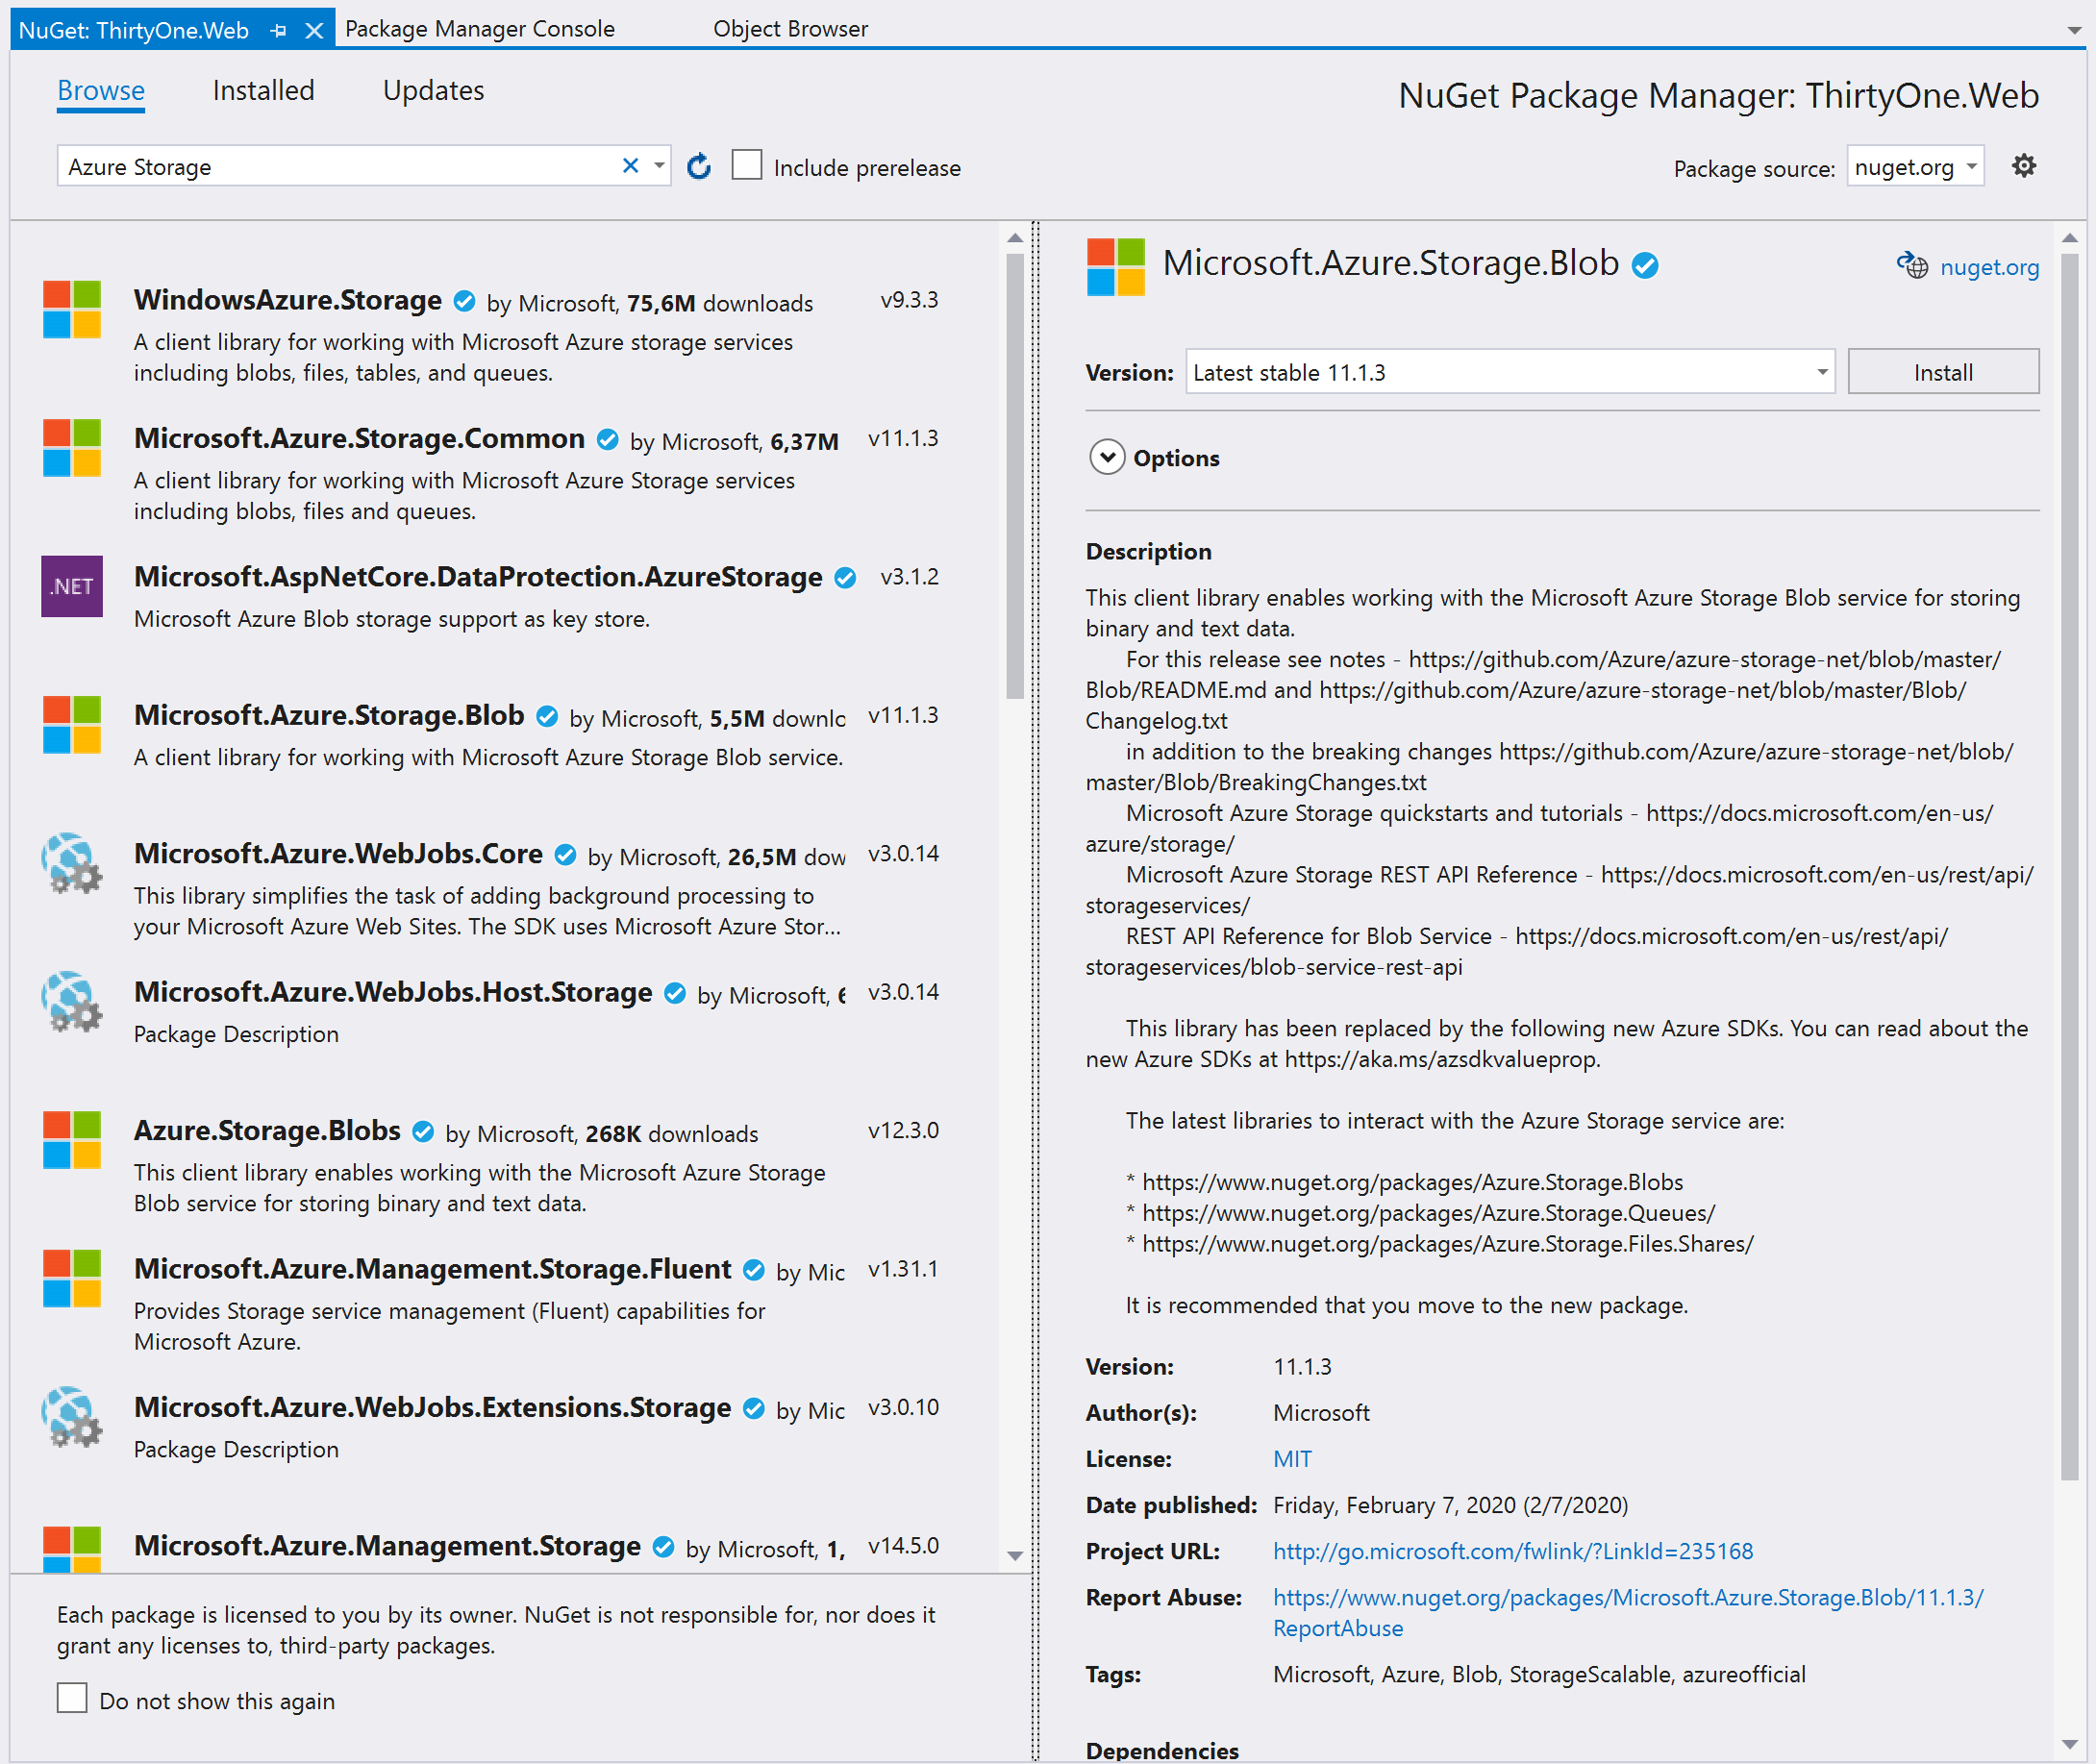 NuGet: ThirtyOne.Web
Package Manager Console
Object Browser
Browse
Installed
Updates
NuGet Package Manager: ThirtyOne.Web
Azure Storage
Include prerelease
Package source:
nuget.org
WindowsAzure.Storage by Microsoft, 75,6M downloads v9.3.3
A client library for working with Microsoft Azure storage services
including blobs, files, tables, and queues.
Microsoft.Azure.Storage.Common by Microsoft, 6,37M v11.1.3
A client library for working with Microsoft Azure Storage services
including blobs, files and queues.
.NET
Microsoft.AspNetCore.DataProtection.AzureStorage v3.1.2
Microsoft Azure Blob storage support as key store.
Microsoft.Azure.Storage.Blob by Microsoft, 5,5M downlo v11.1.3
A client library for working with Microsoft Azure Storage Blob service.
Microsoft.Azure.WebJobs.Core by Microsoft, 26,5M dow v3.0.14
This library simplifies the task of adding background processing to
your Microsoft Azure Web Sites. The SDK uses Microsoft Azure Stor...
Microsoft.Azure.WebJobs.Host.Storage by Microsoft, v3.0.14
Package Description
Azure.Storage.Blobs by Microsoft, 268K downloads v12.3.0
This client library enables working with the Microsoft Azure Storage
Blob service for storing binary and text data.
Microsoft.Azure.Management.Storage.Fluent by Mic v1.31.1
Provides Storage service management (Fluent) capabilities for
Microsoft Azure.
Microsoft.Azure.WebJobs.Extensions.Storage by Mic v3.0.10
Package Description
Microsoft.Azure.Management.Storage by Microsoft, 1, v14.5.0
Each package is licensed to you by its owner. NuGet is not responsible for, nor does it
grant any licenses to, third-party packages.
Do not show this again
Microsoft.Azure.Storage.Blob
nuget.org
Version: Latest stable 11.1.3
Install
Options
Description
This client library enables working with the Microsoft Azure Storage Blob service for storing
binary and text data.
For this release see notes - https://github.com/Azure/azure-storage-net/blob/master/
Blob/README.md and https://github.com/Azure/azure-storage-net/blob/master/Blob/
Changelog.txt
in addition to the breaking changes https://github.com/Azure/azure-storage-net/blob/
master/Blob/BreakingChanges.txt
Microsoft Azure Storage quickstarts and tutorials - https://docs.microsoft.com/en-us/
azure/storage/
Microsoft Azure Storage REST API Reference - https://docs.microsoft.com/en-us/rest/api/
storageservices/
REST API Reference for Blob Service - https://docs.microsoft.com/en-us/rest/api/
storageservices/blob-service-rest-api
This library has been replaced by the following new Azure SDKs. You can read about the
new Azure SDKs at https://aka.ms/azsdkvalueprop.
The latest libraries to interact with the Azure Storage service are:
* https://www.nuget.org/packages/Azure.Storage.Blobs
* https://www.nuget.org/packages/Azure.Storage.Queues/
* https://www.nuget.org/packages/Azure.Storage.Files.Shares/
It is recommended that you move to the new package.
Version: 11.1.3
Author(s): Microsoft
License: MIT
Date published: Friday, February 7, 2020 (2/7/2020)
Project URL: http://go.microsoft.com/fwlink/?LinkId=235168
Report Abuse: https://www.nuget.org/packages/Microsoft.Azure.Storage.Blob/11.1.3/
ReportAbuse
Tags: Microsoft, Azure, Blob, StorageScalable, azureofficial
Dependencies